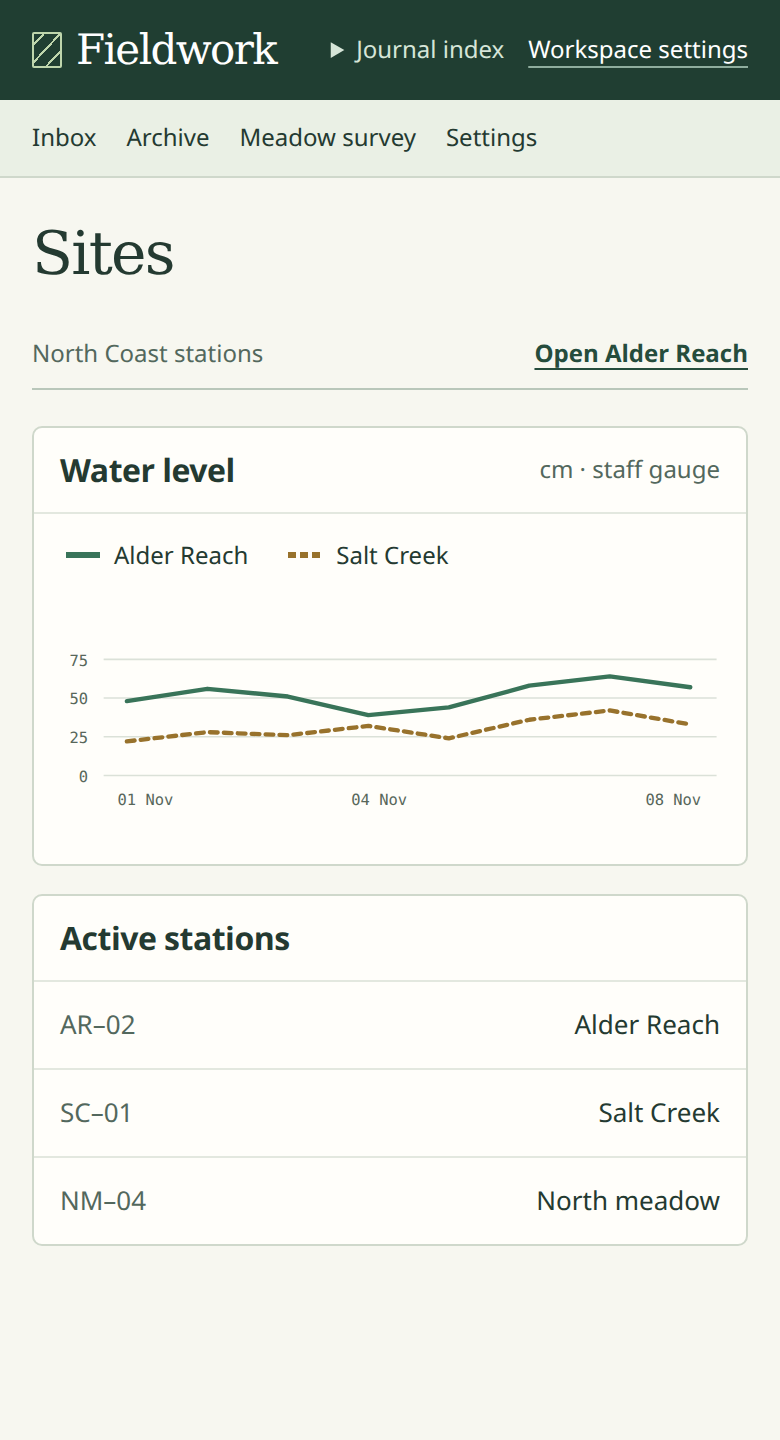 Fieldwork ▶ Journal index Workspace settings
Inbox Archive Meadow survey Settings
Sites
North Coast stations Open Alder Reach
Water level cm · staff gauge
Alder Reach Salt Creek
75
50
25
0
01 Nov 04 Nov 08 Nov
Active stations
AR–02 Alder Reach
SC–01 Salt Creek
NM–04 North meadow